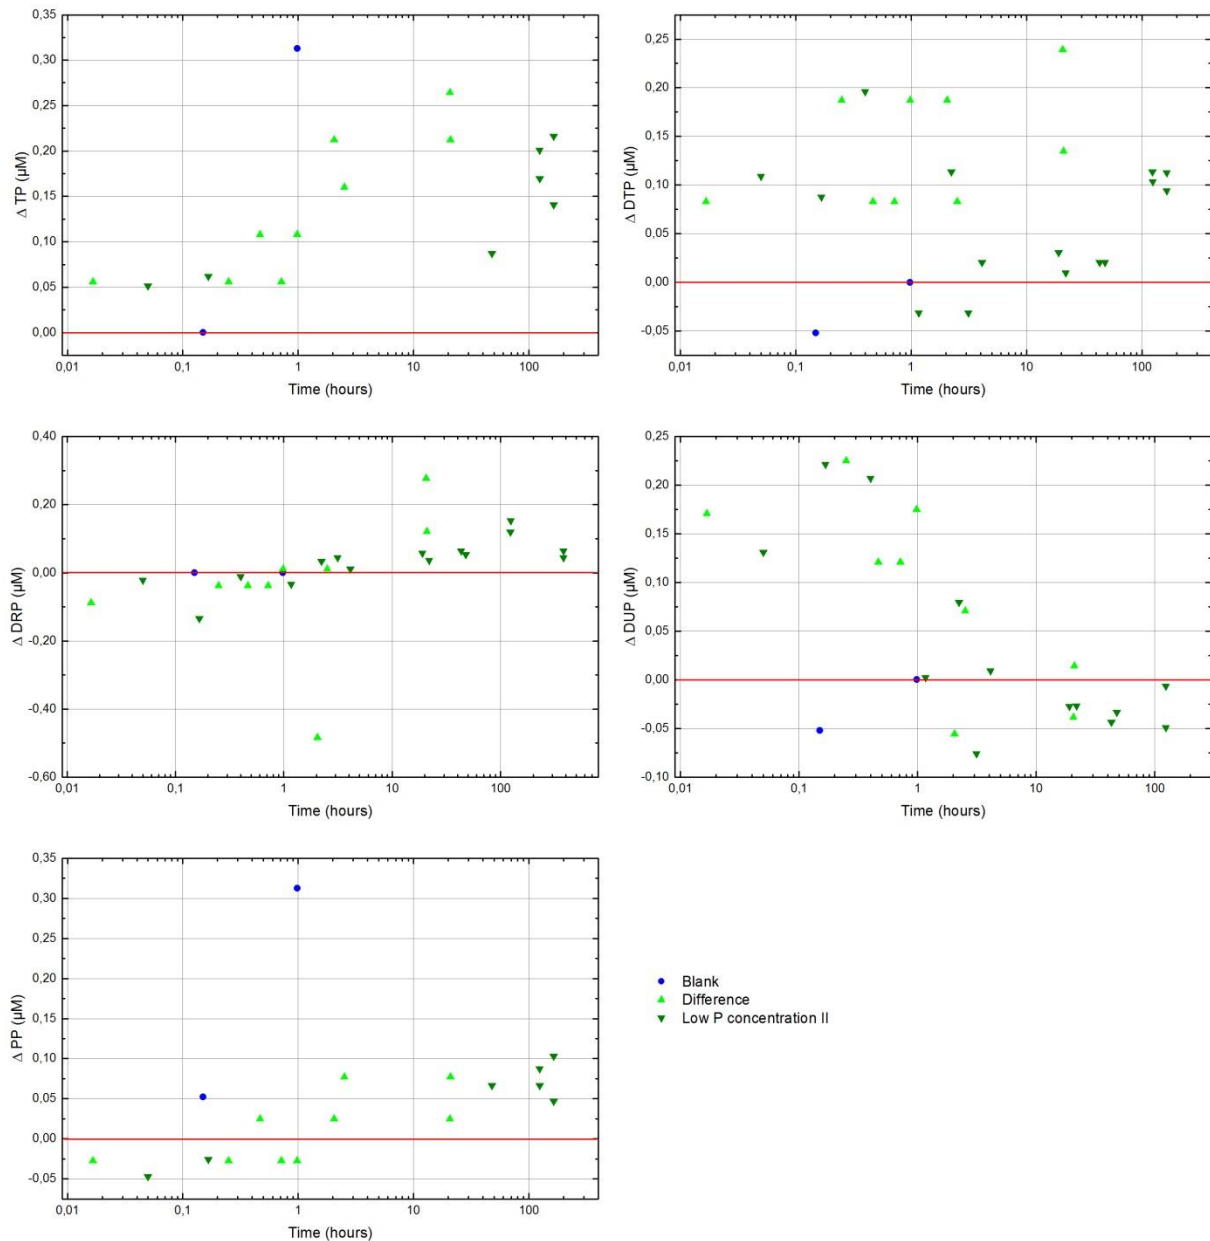 0,35
0,30
0,25
0,20
0,15
0,10
0,05
0,00
Δ TP (µM)
0,01 0,1 1 10 100
Time (hours)
0,25
0,20
0,15
0,10
0,05
0,00
-0,05
Δ DTP (µM)
0,01 0,1 1 10 100
Time (hours)
0,40
0,20
0,00
-0,20
-0,40
-0,60
Δ DRP (µM)
0,01 0,1 1 10 100
Time (hours)
0,25
0,20
0,15
0,10
0,05
0,00
-0,05
-0,10
Δ DUP (µM)
0,01 0,1 1 10 100
Time (hours)
0,35
0,30
0,25
0,20
0,15
0,10
0,05
0,00
-0,05
Δ PP (µM)
0,01 0,1 1 10 100
Time (hours)
Blank
Difference
Low P concentration II